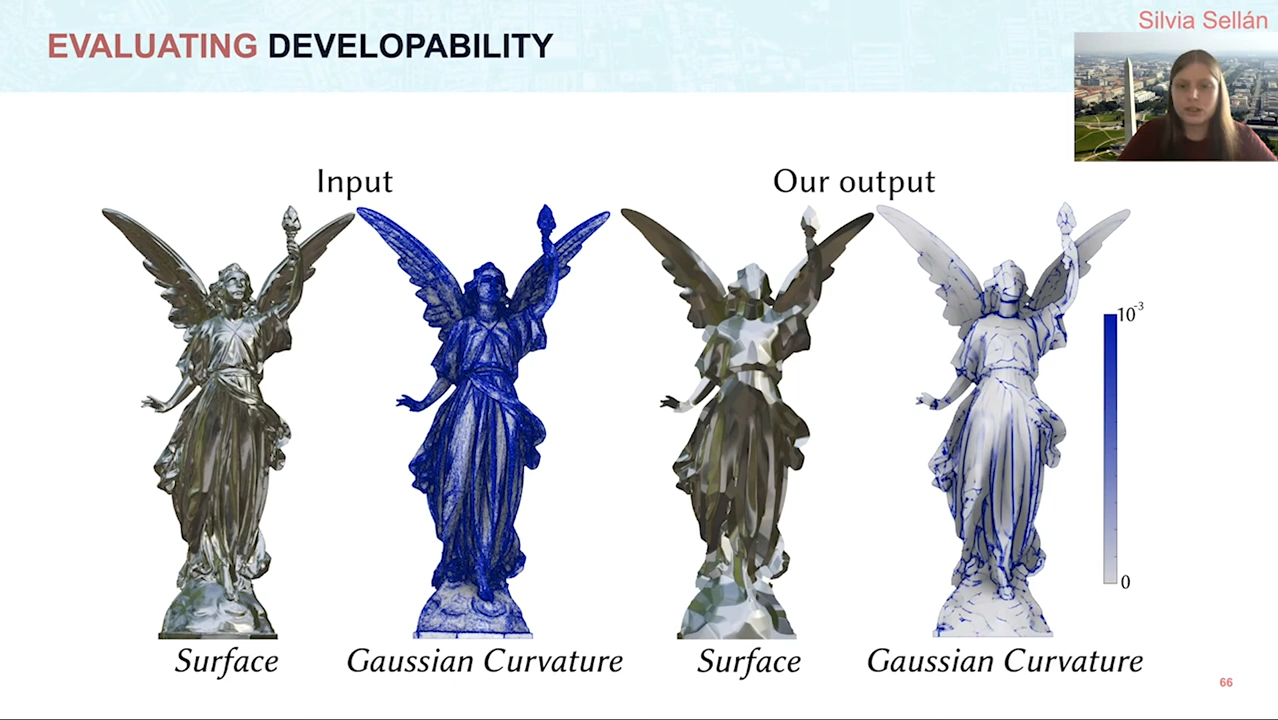 EVALUATING DEVELOPABILITY
Silvia Sellán
Input
Our output
10-3
0
Surface
Gaussian Curvature
Surface
Gaussian Curvature
66